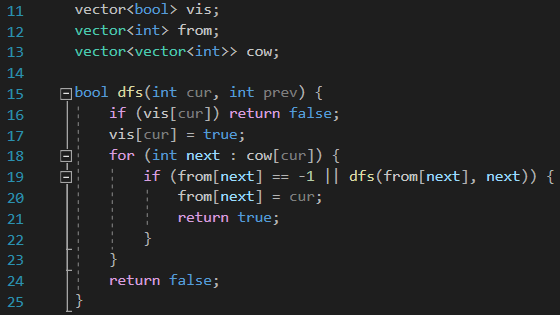 11 vector<bool> vis;
12 vector<int> from;
13 vector<vector<int>> cow;
14
15 bool dfs(int cur, int prev) {
16 if (vis[cur]) return false;
17 vis[cur] = true;
18 for (int next : cow[cur]) {
19 if (from[next] == -1 || dfs(from[next], next)) {
20 from[next] = cur;
21 return true;
22 }
23 }
24 return false;
25 }